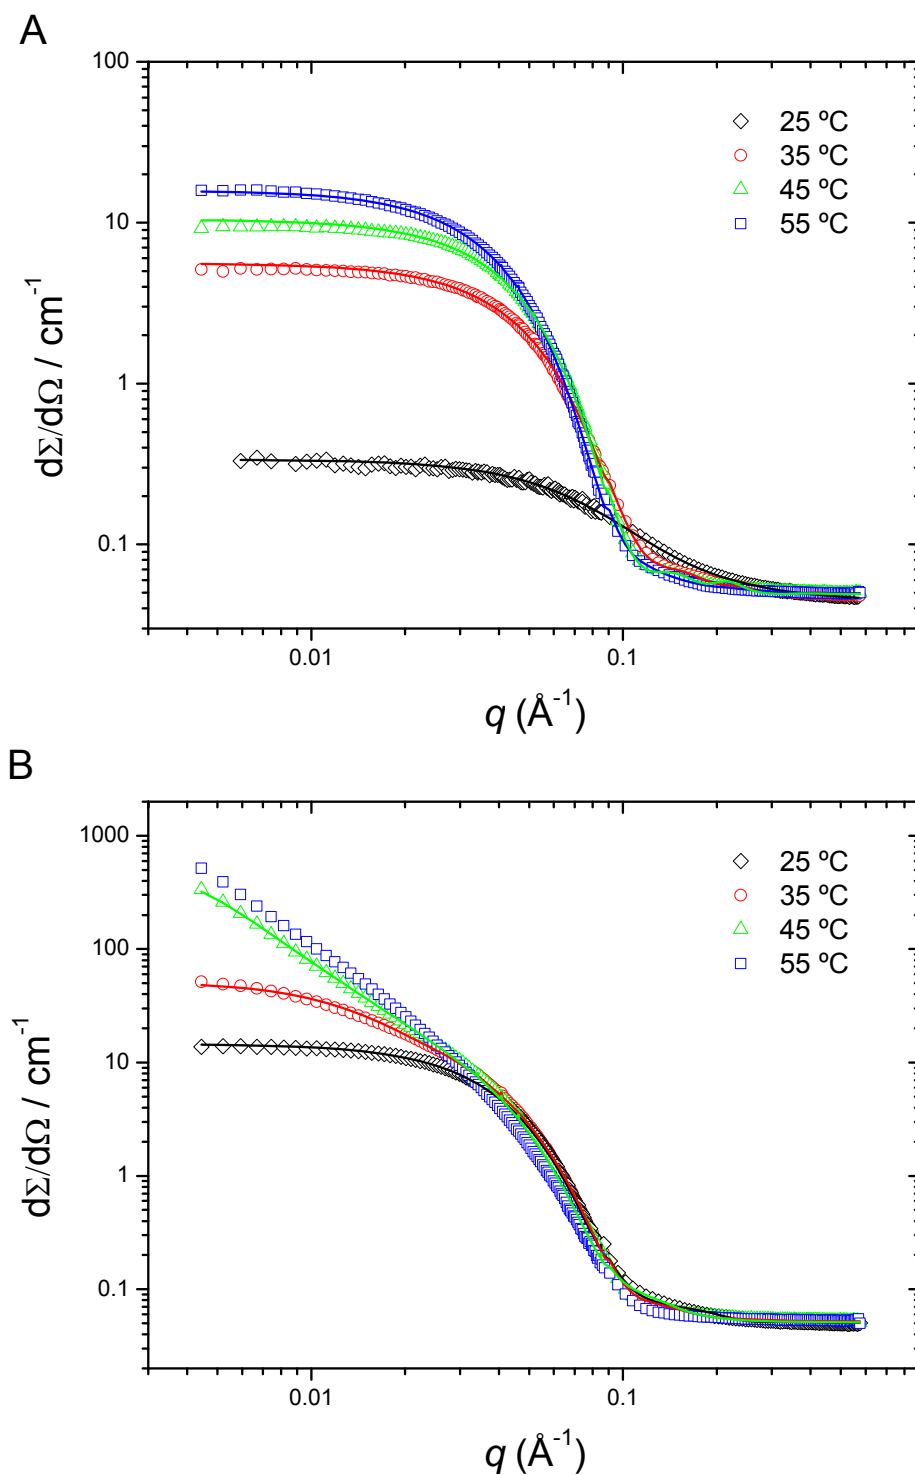 A
100
10
1
0.1
dΣ/dΩ / cm⁻¹
25 ºC
35 ºC
45 ºC
55 ºC
0.01
0.1
q (Å⁻¹)
B
1000
100
10
1
0.1
dΣ/dΩ / cm⁻¹
25 ºC
35 ºC
45 ºC
55 ºC
0.01
0.1
q (Å⁻¹)